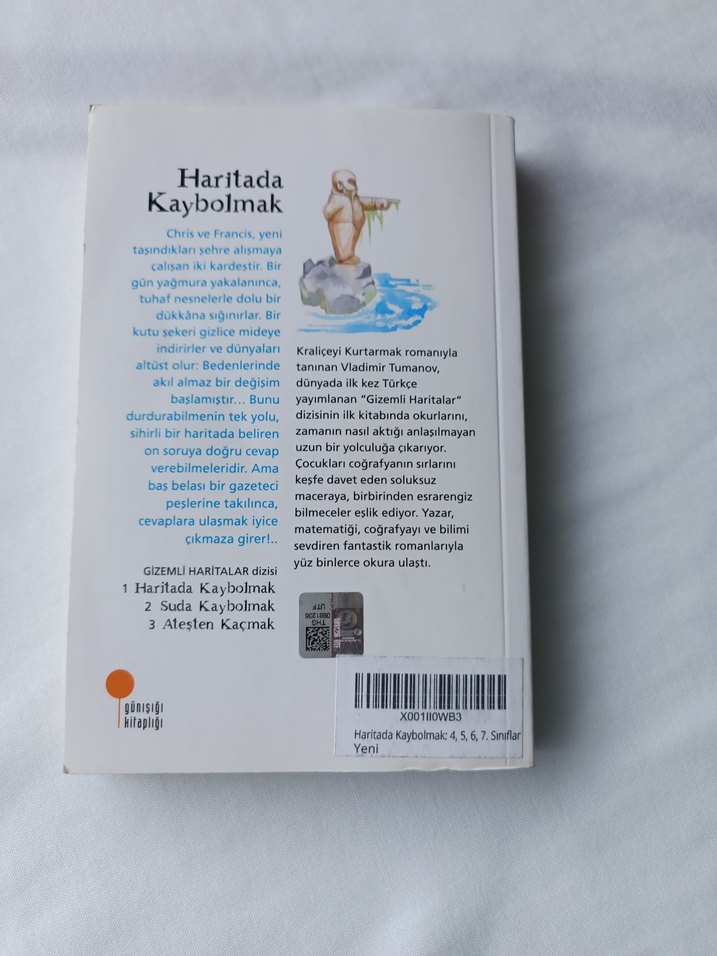 Haritada
Kaybolmak
Chris ve Francis, yeni
taşındıkları şehre alışmaya
çalışan iki kardeştir. Bir
gün yağmura yakalanınca,
tuhaf nesnelerle dolu bir
dükkâna sığınırlar. Bir
kutu şekeri gizlice mideye
indirirler ve dünyaları
altüst olur: Bedenlerinde
akıl almaz bir değişim
başlamıştır... Bunu
durdurabilmenin tek yolu,
sihirli bir haritada beliren
on soruya doğru cevap
verebilmeleridir. Ama
baş belası bir gazeteci
peşlerine takılınca,
cevaplara ulaşmak iyice
çıkmaza girer!..
GİZEMLİ HARİTALAR dizisi
1 Haritada Kaybolmak
2 Suda Kaybolmak
3 Ateşten Kaçmak
Kraliçeyi Kurtarmak romanıyla
tanınan Vladimir Tumanov,
dünyada ilk kez Türkçe
yayımlanan “Gizemli Haritalar”
dizisinin ilk kitabında okurlarını,
zamanın nasıl aktığı anlaşılmayan
uzun bir yolculuğa çıkarıyor.
Çocukları coğrafyanın sırlarını
keşfe davet eden soluksuz
maceraya, birbirinden esrarengiz
bilmeceler eşlik ediyor. Yazar,
matematiği, coğrafyayı ve bilimi
sevdiren fantastik romanlarıyla
yüz binlerce okura ulaştı.
THG
0881236
UTF
günışığı
kitaplığı
X001II0WB3
Haritada Kaybolmak: 4, 5, 6, 7. Sınıflar
Yeni